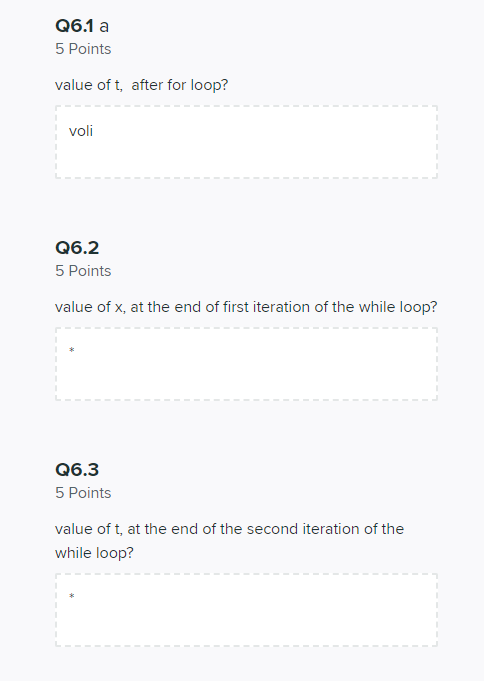 Q6.1 a
5 Points
value of t,  after for loop?
voli
Q6.2
5 Points
value of x, at the end of first iteration of the while loop?
*
Q6.3
5 Points
value of t, at the end of the second iteration of the
while loop?
*